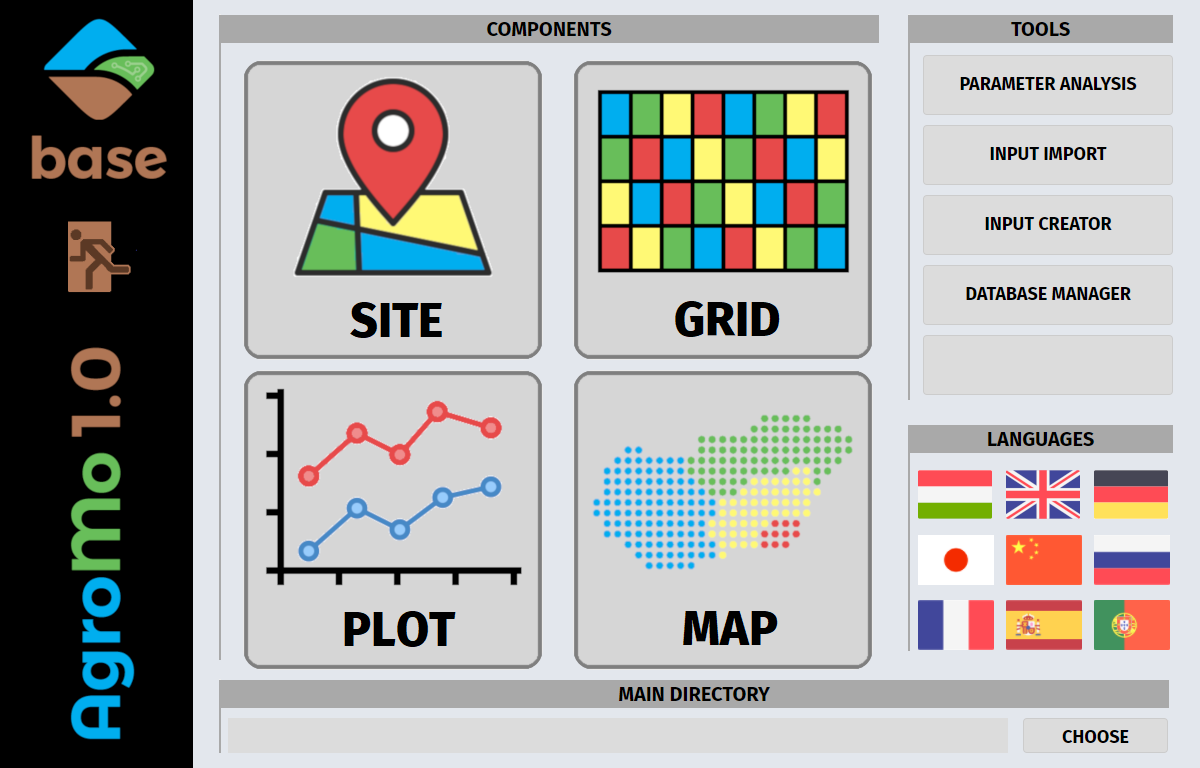 base
AgroMo 1.0
COMPONENTS
SITE
GRID
PLOT
MAP
TOOLS
PARAMETER ANALYSIS
INPUT IMPORT
INPUT CREATOR
DATABASE MANAGER
LANGUAGES
MAIN DIRECTORY
CHOOSE